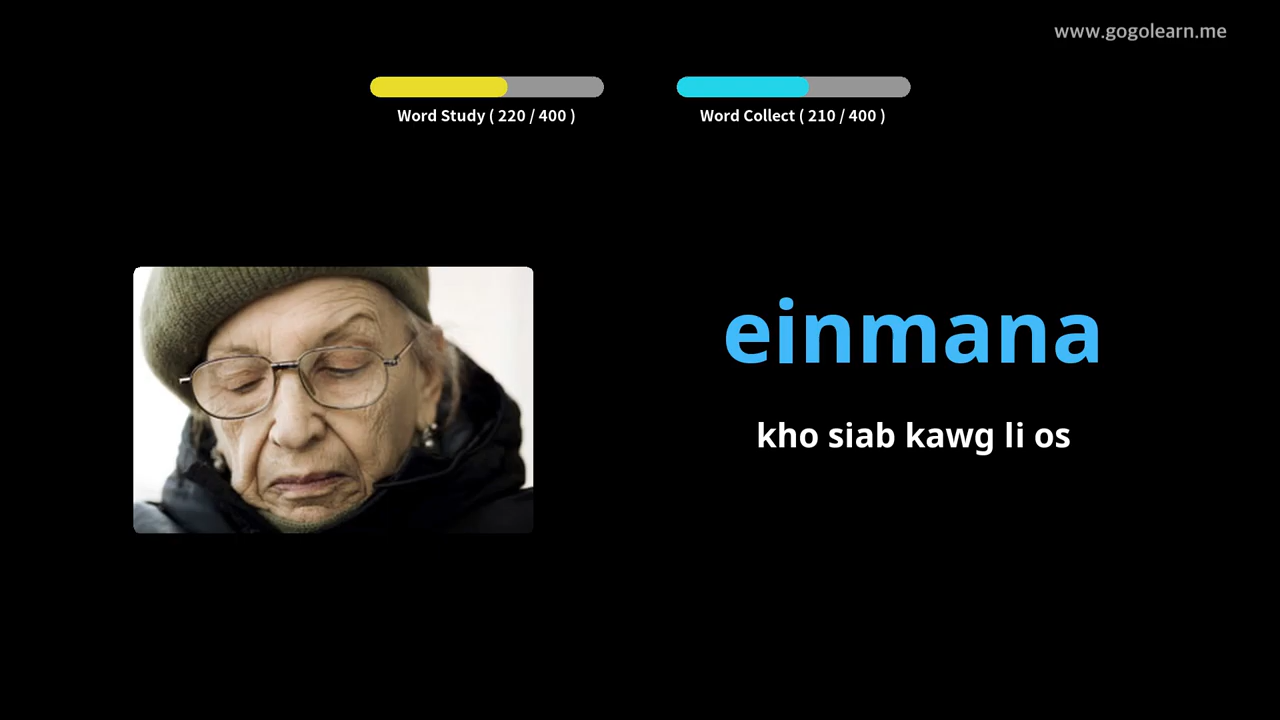 www.gogolearn.me
Word Study ( 220 / 400 )
Word Collect ( 210 / 400 )
einmana
kho siab kawg li os